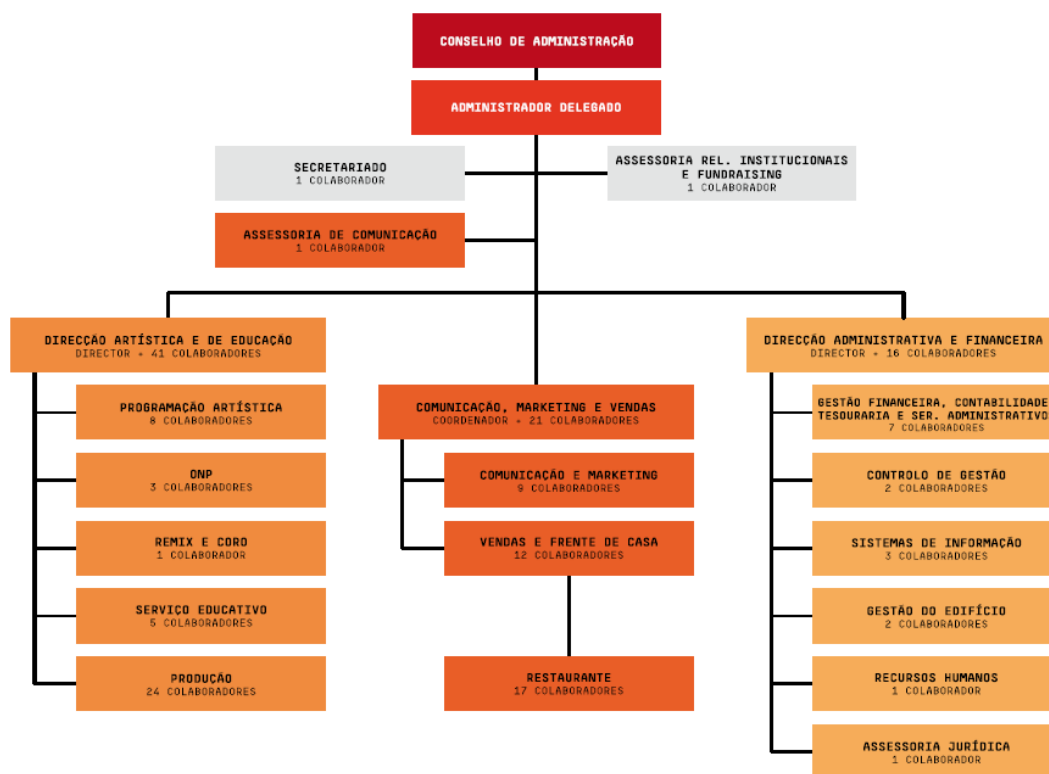 CONSELHO DE ADMINISTRAÇÃO
ADMINISTRADOR DELEGADO
SECRETARIADO
1 COLABORADOR
ASSESSORIA REL. INSTITUCIONAIS
E FUNDRAISING
1 COLABORADOR
ASSESSORIA DE COMUNICAÇÃO
1 COLABORADOR
DIRECÇÃO ARTÍSTICA E DE EDUCAÇÃO
DIRECTOR + 41 COLABORADORES
PROGRAMAÇÃO ARTÍSTICA
8 COLABORADORES
ONP
3 COLABORADORES
REMIX E CORO
1 COLABORADOR
SERVIÇO EDUCATIVO
5 COLABORADORES
PRODUÇÃO
24 COLABORADORES
COMUNICAÇÃO, MARKETING E VENDAS
COORDENADOR + 21 COLABORADORES
COMUNICAÇÃO E MARKETING
9 COLABORADORES
VENDAS E FRENTE DE CASA
12 COLABORADORES
RESTAURANTE
17 COLABORADORES
DIRECÇÃO ADMINISTRATIVA E FINANCEIRA
DIRECTOR + 16 COLABORADORES
GESTÃO FINANCEIRA, CONTABILIDADE
TESOURARIA E SER. ADMINISTRATIVO
7 COLABORADORES
CONTROLO DE GESTÃO
2 COLABORADORES
SISTEMAS DE INFORMAÇÃO
3 COLABORADORES
GESTÃO DO EDIFÍCIO
2 COLABORADORES
RECURSOS HUMANOS
1 COLABORADOR
ASSESSORIA JURÍDICA
1 COLABORADOR